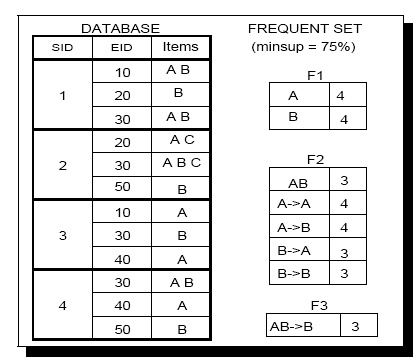 DATABASE
SID EID Items
1
10 A B
20 B
30 A B
2
20 A C
30 A B C
50 B
3
10 A
30 B
40 A
4
30 A B
40 A
50 B
FREQUENT SET
(minsup = 75%)
F1
A 4
B 4
F2
AB 3
A->A 4
A->B 4
B->A 3
B->B 3
F3
AB->B 3